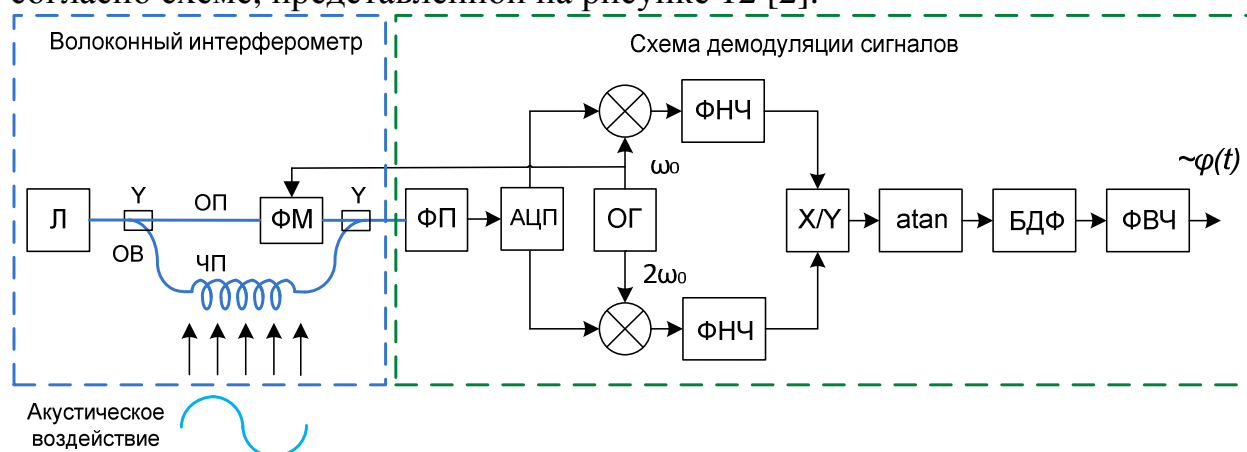 согласно схеме, представленной на рисунке 12 [2].
Волоконный интерферометр
Схема демодуляции сигналов
ФНЧ
ω₀
~φ(t)
Y
ОП
Y
Л
ФМ
ФП
АЦП
ОГ
X/Y
atan
БДФ
ФВЧ
ОВ
ЧП
2ω₀
ФНЧ
Акустическое
воздействие